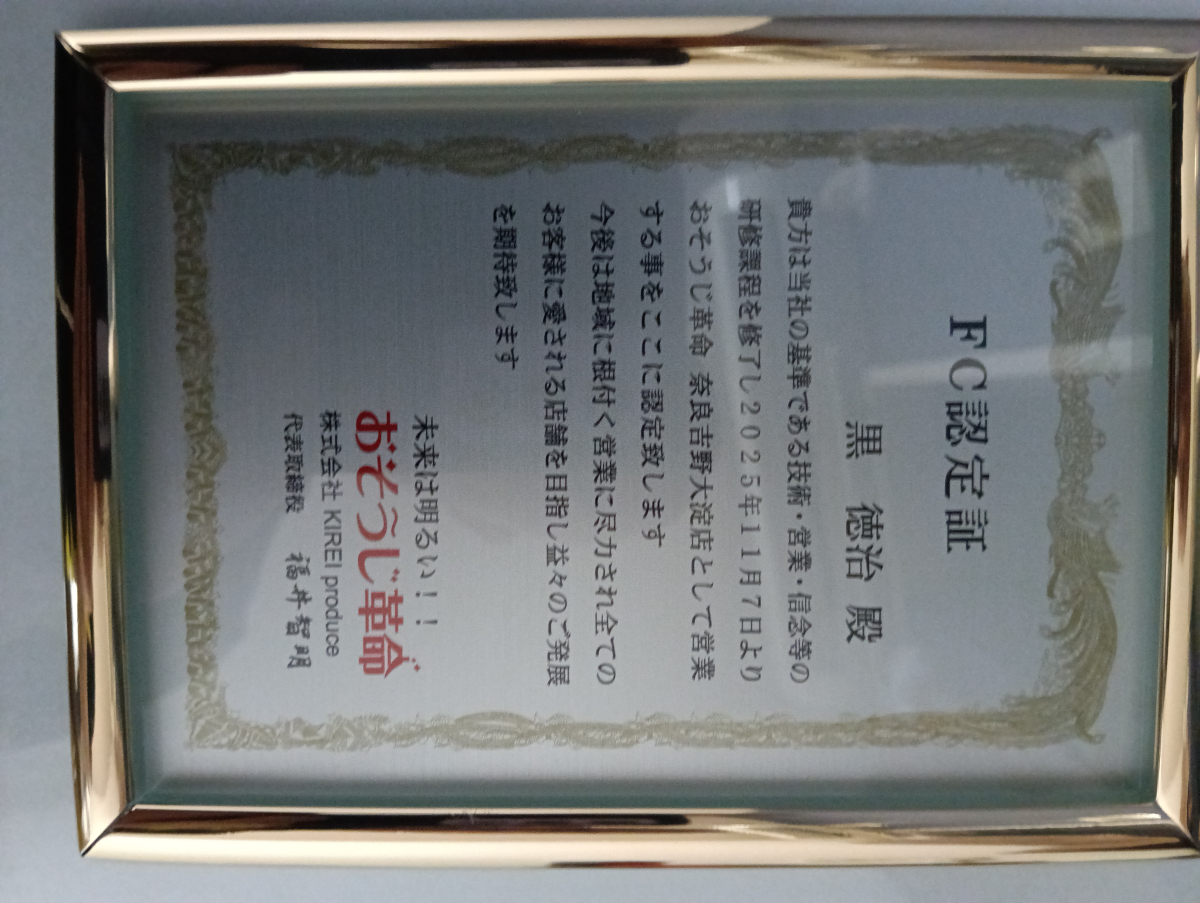 FC認定証
黒　徳治 殿
貴方は当社の基準である技術・営業・信念等の
研修課程を修了し２０２５年１１月７日より
おそうじ革命 奈良吉野大淀店として営業
する事をここに認定致します
今後は地域に根付く営業に尽力され全ての
お客様に愛される店舗を目指し益々のご発展
を期待致します
未来は明るい！！
おそうじ革命
株式会社 KIREI produce
代表取締役　福井智明